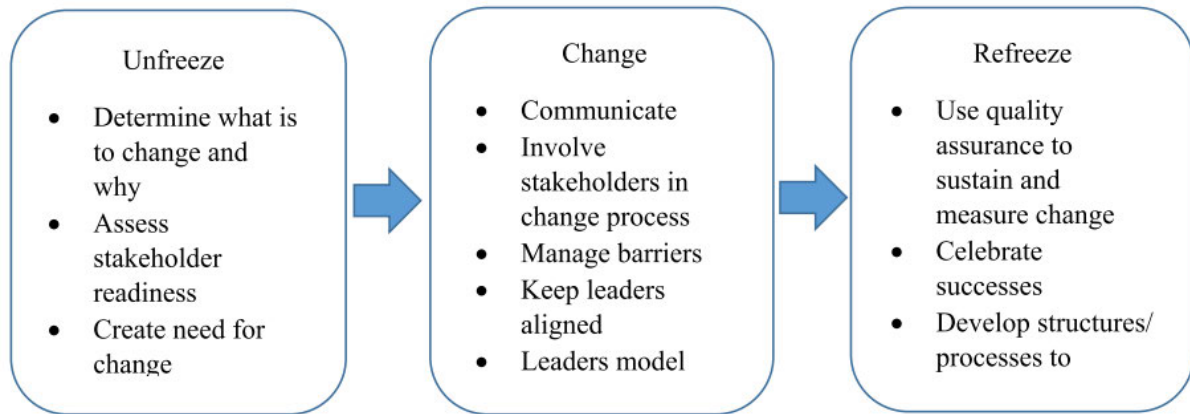 Unfreeze
• Determine what is
to change and
why
• Assess
stakeholder
readiness
• Create need for
change
Change
• Communicate
• Involve
stakeholders in
change process
• Manage barriers
• Keep leaders
aligned
• Leaders model
Refreeze
• Use quality
assurance to
sustain and
measure change
• Celebrate
successes
• Develop structures/
processes to